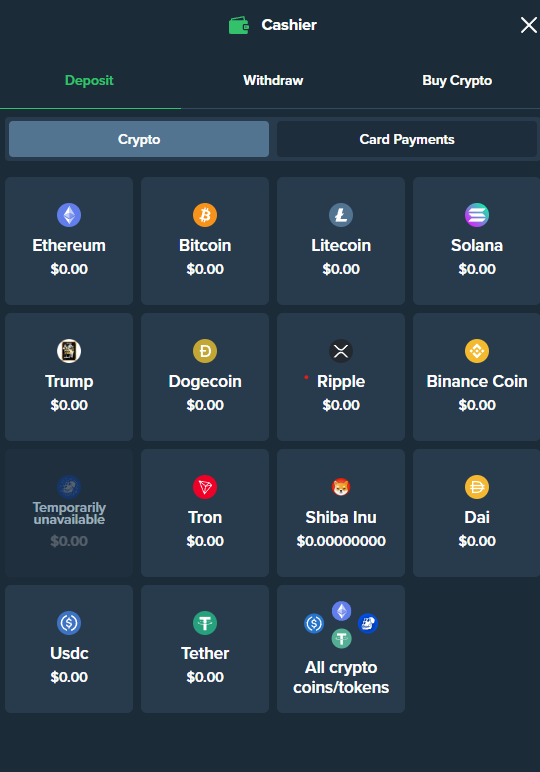 Cashier
Deposit
Withdraw
Buy Crypto
Crypto
Card Payments
Ethereum
$0.00
Bitcoin
$0.00
Litecoin
$0.00
Solana
$0.00
Trump
$0.00
Dogecoin
$0.00
Ripple
$0.00
Binance Coin
$0.00
Temporarily
unavailable
$0.00
Tron
$0.00
Shiba Inu
$0.00000000
Dai
$0.00
Usdc
$0.00
Tether
$0.00
All crypto
coins/tokens